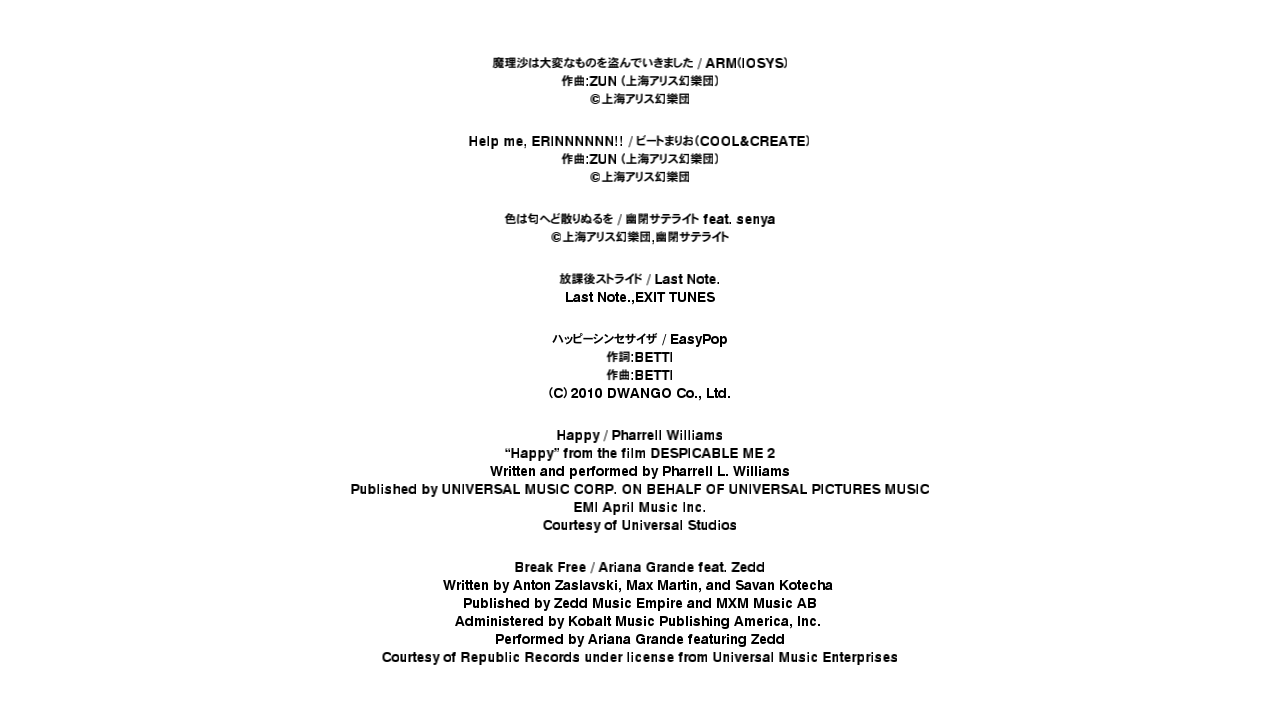 魔理沙は大変なものを盗んでいきました / ARM(IOSYS)
作曲:ZUN （上海アリス幻樂団）
©上海アリス幻樂団
Help me, ERINNNNNN!! / ビートまりお(COOL&CREATE)
作曲:ZUN （上海アリス幻樂団）
©上海アリス幻樂団
色は匂へど散りぬるを / 幽閉サテライト feat. senya
©上海アリス幻樂団,幽閉サテライト
放課後ストライド / Last Note.
Last Note.,EXIT TUNES
ハッピーシンセサイザ / EasyPop
作詞:BETTI
作曲:BETTI
(C) 2010 DWANGO Co., Ltd.
Happy / Pharrell Williams
“Happy” from the film DESPICABLE ME 2
Written and performed by Pharrell L. Williams
Published by UNIVERSAL MUSIC CORP. ON BEHALF OF UNIVERSAL PICTURES MUSIC
EMI April Music Inc.
Courtesy of Universal Studios
Break Free / Ariana Grande feat. Zedd
Written by Anton Zaslavski, Max Martin, and Savan Kotecha
Published by Zedd Music Empire and MXM Music AB
Administered by Kobalt Music Publishing America, Inc.
Performed by Ariana Grande featuring Zedd
Courtesy of Republic Records under license from Universal Music Enterprises